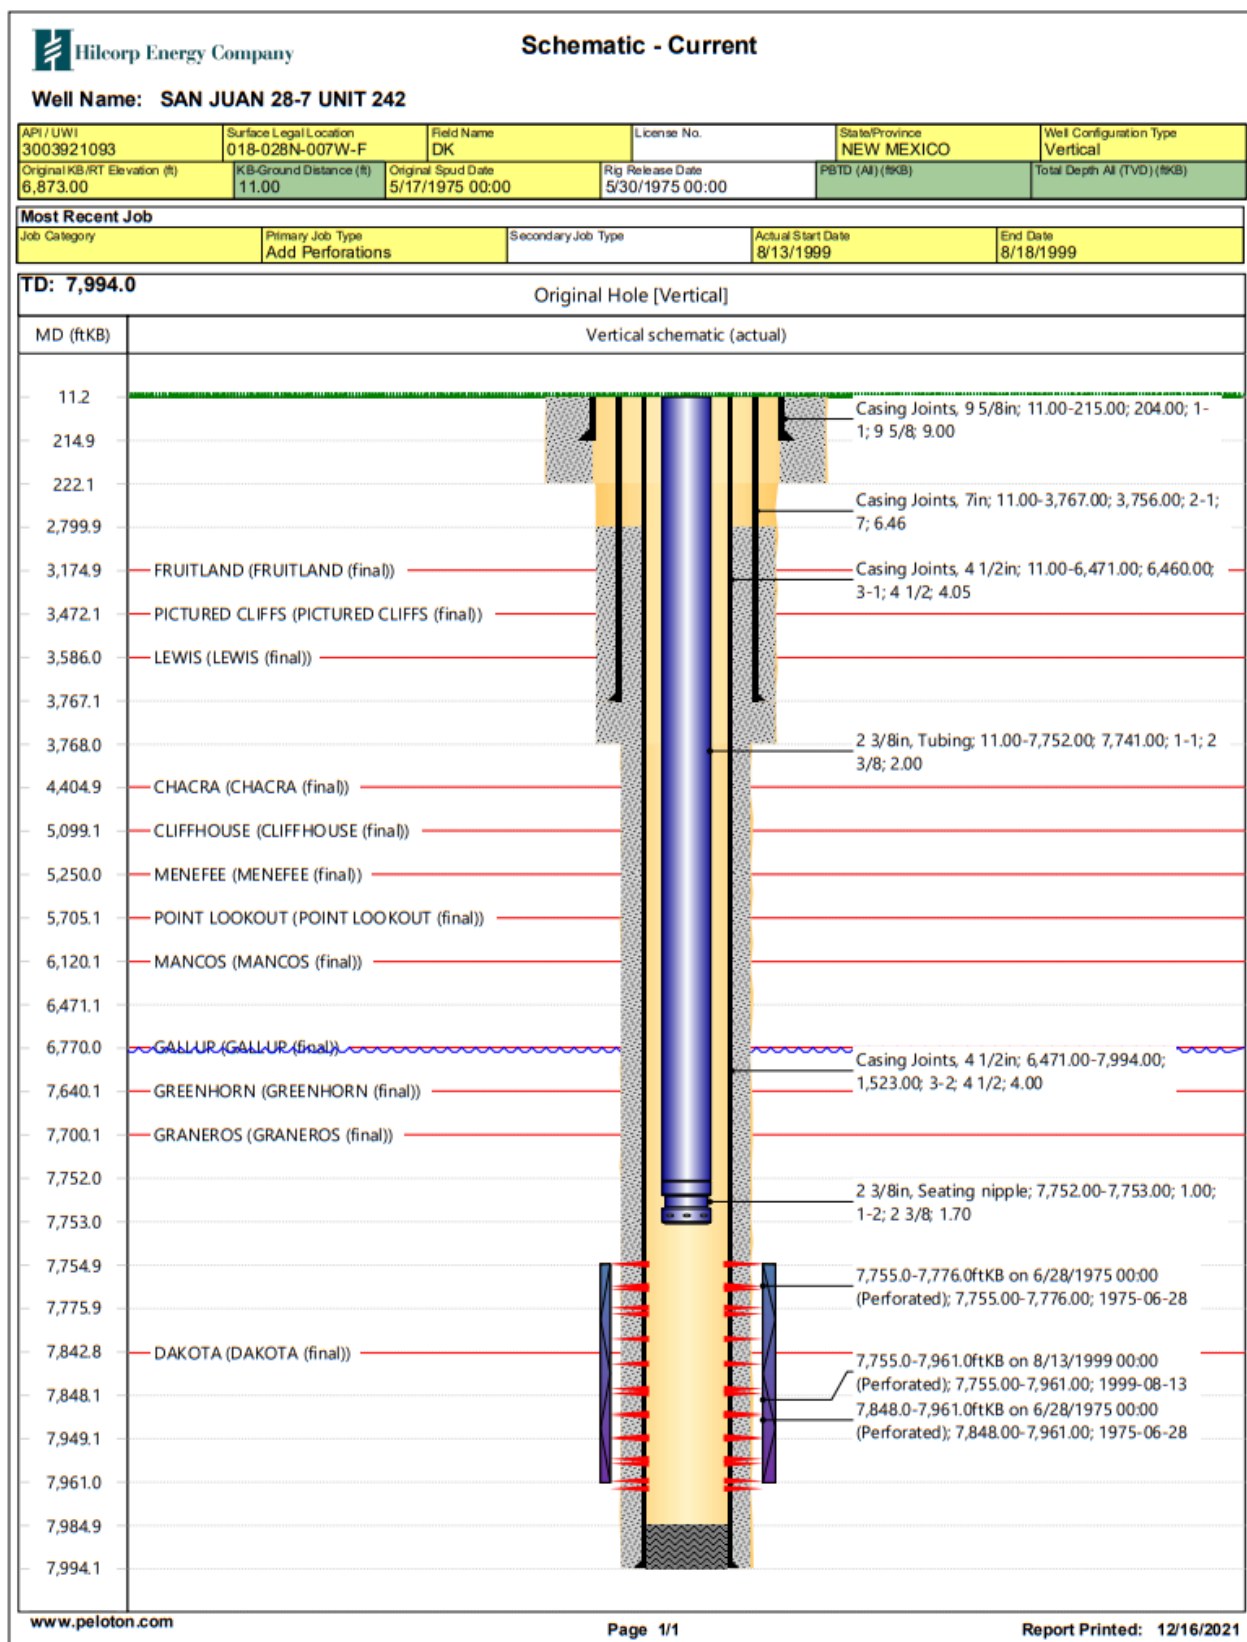 Hilcorp Energy Company
Schematic - Current
Well Name: SAN JUAN 28-7 UNIT 242
API / UWI
3003921093
Surface Legal Location
018-028N-007W-F
Field Name
DK
License No.
State/Province
NEW MEXICO
Well Configuration Type
Vertical
Original KB/RT Elevation (ft)
6,873.00
KB-Ground Distance (ft)
11.00
Original Spud Date
5/17/1975 00:00
Rig Release Date
5/30/1975 00:00
PBTD (All) (ftKB)
Total Depth All (TVD) (ftKB)
Most Recent Job
Job Category
Primary Job Type
Add Perforations
Secondary Job Type
Actual Start Date
8/13/1999
End Date
8/18/1999
TD: 7,994.0
Original Hole [Vertical]
MD (ftKB)
Vertical schematic (actual)
11.2
Casing Joints, 9 5/8in; 11.00-215.00; 204.00; 1-
1; 9 5/8; 9.00
214.9
222.1
Casing Joints, 7in; 11.00-3,767.00; 3,756.00; 2-1;
7; 6.46
2,799.9
3,174.9
FRUITLAND (FRUITLAND (final))
Casing Joints, 4 1/2in; 11.00-6,471.00; 6,460.00;
3-1; 4 1/2; 4.05
3,472.1
PICTURED CLIFFS (PICTURED CLIFFS (final))
3,586.0
LEWIS (LEWIS (final))
3,767.1
3,768.0
2 3/8in, Tubing; 11.00-7,752.00; 7,741.00; 1-1; 2
3/8; 2.00
4,404.9
CHACRA (CHACRA (final))
5,099.1
CLIFFHOUSE (CLIFFHOUSE (final))
5,250.0
MENEFEE (MENEFEE (final))
5,705.1
POINT LOOKOUT (POINT LOOKOUT (final))
6,120.1
MANCOS (MANCOS (final))
6,471.1
6,770.0
GALLUP (GALLUP (final))
Casing Joints, 4 1/2in; 6,471.00-7,994.00;
1,523.00; 3-2; 4 1/2; 4.00
7,640.1
GREENHORN (GREENHORN (final))
7,700.1
GRANEROS (GRANEROS (final))
7,752.0
2 3/8in, Seating nipple; 7,752.00-7,753.00; 1.00;
1-2; 2 3/8; 1.70
7,753.0
7,754.9
7,755.0-7,776.0ftKB on 6/28/1975 00:00
(Perforated); 7,755.00-7,776.00; 1975-06-28
7,775.9
7,842.8
DAKOTA (DAKOTA (final))
7,755.0-7,961.0ftKB on 8/13/1999 00:00
(Perforated); 7,755.00-7,961.00; 1999-08-13
7,848.1
7,848.0-7,961.0ftKB on 6/28/1975 00:00
(Perforated); 7,848.00-7,961.00; 1975-06-28
7,949.1
7,961.0
7,984.9
7,994.1
www.peloton.com
Page 1/1
Report Printed: 12/16/2021